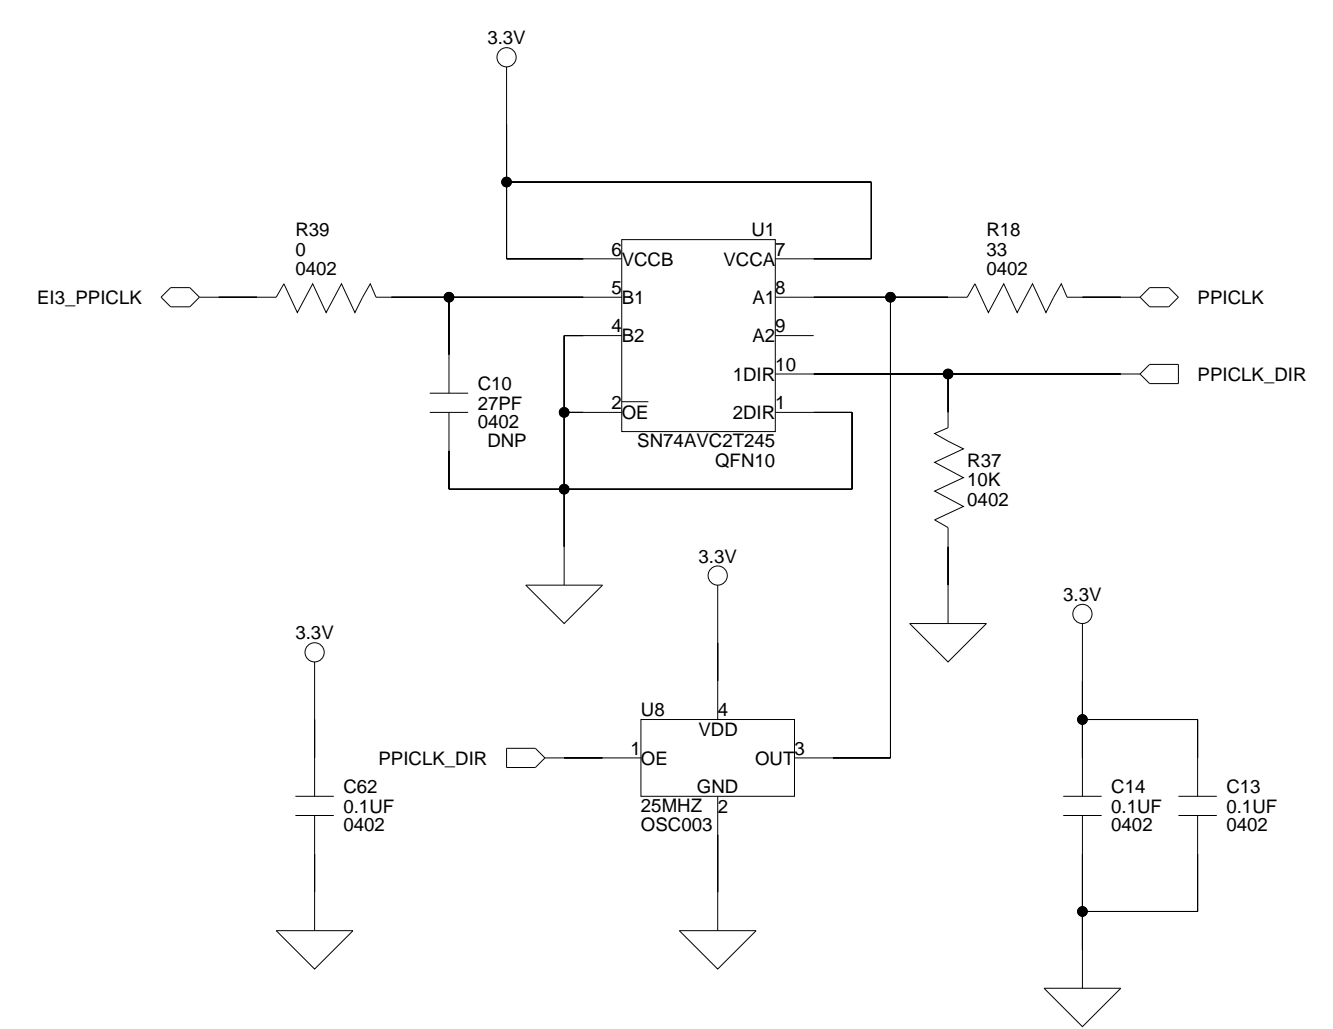 3.3V
R39
0
0402
EI3_PPICLK
U1
6
VCCB
VCCA
7
5
B1
A1
8
4
B2
A2
9
1DIR
10
2
OE
2DIR
1
SN74AVC2T245
QFN10
R18
33
0402
PPICLK
PPICLK_DIR
C10
27PF
0402
DNP
R37
10K
0402
3.3V
U8
4
VDD
PPICLK_DIR
1
OE
OUT
3
GND
25MHZ
2
OSC003
3.3V
C62
0.1UF
0402
3.3V
C14
0.1UF
0402
C13
0.1UF
0402